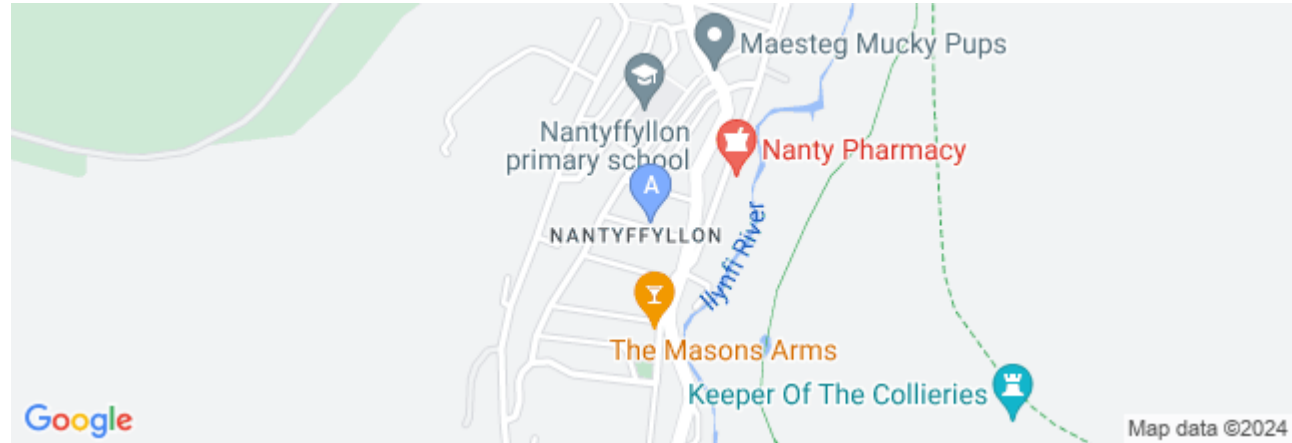 Maesteg Mucky Pups
Nantyffyllon
primary school
Nanty Pharmacy
A
NANTYFFYLLON
llynfi River
The Masons Arms
Keeper Of The Collieries
Google
Map data ©2024